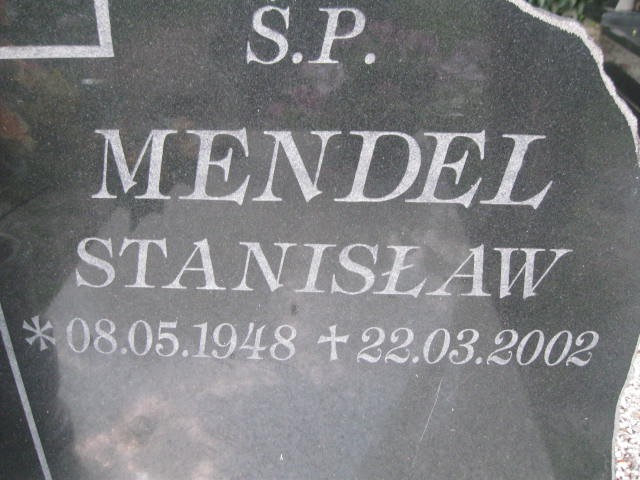 Ś.P.
MENDEL
STANISŁAW
* 08.05.1948 ✝ 22.03.2002